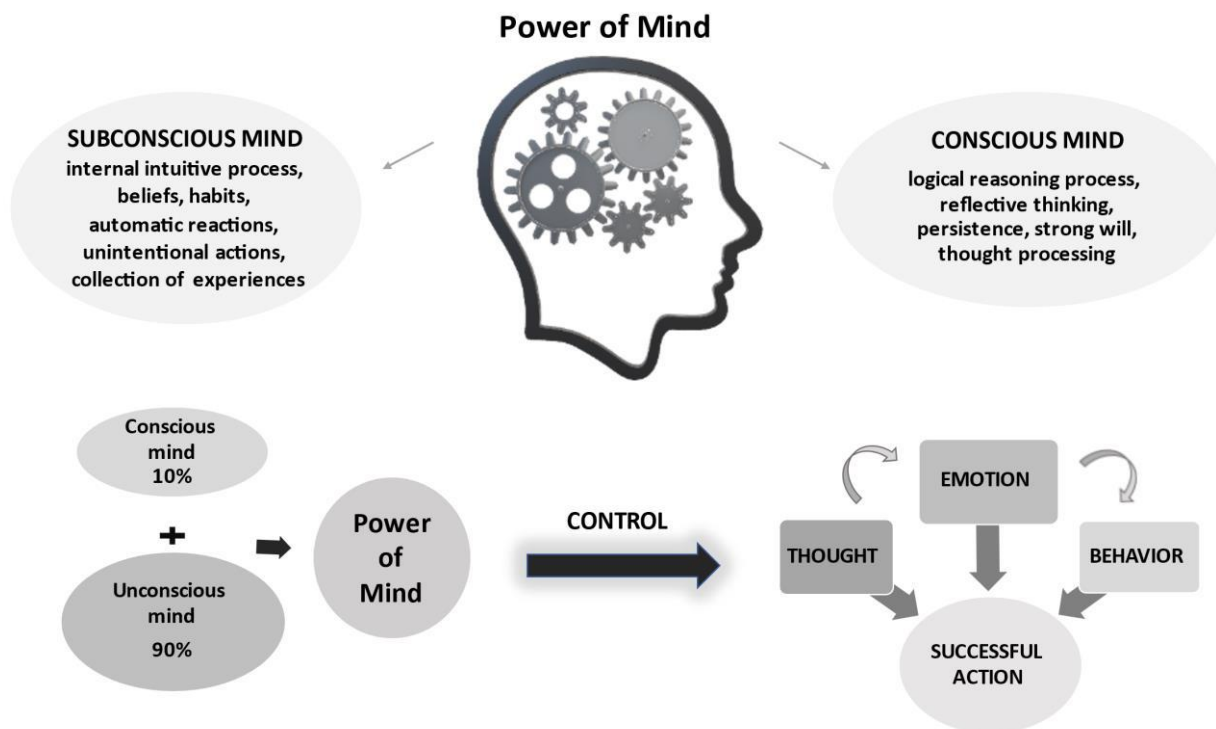 Power of Mind
SUBCONSCIOUS MIND
internal intuitive process,
beliefs, habits,
automatic reactions,
unintentional actions,
collection of experiences
CONSCIOUS MIND
logical reasoning process,
reflective thinking,
persistence, strong will,
thought processing
Conscious
mind
10%
+
Unconscious
mind
90%
Power
of
Mind
CONTROL
THOUGHT
EMOTION
BEHAVIOR
SUCCESSFUL
ACTION